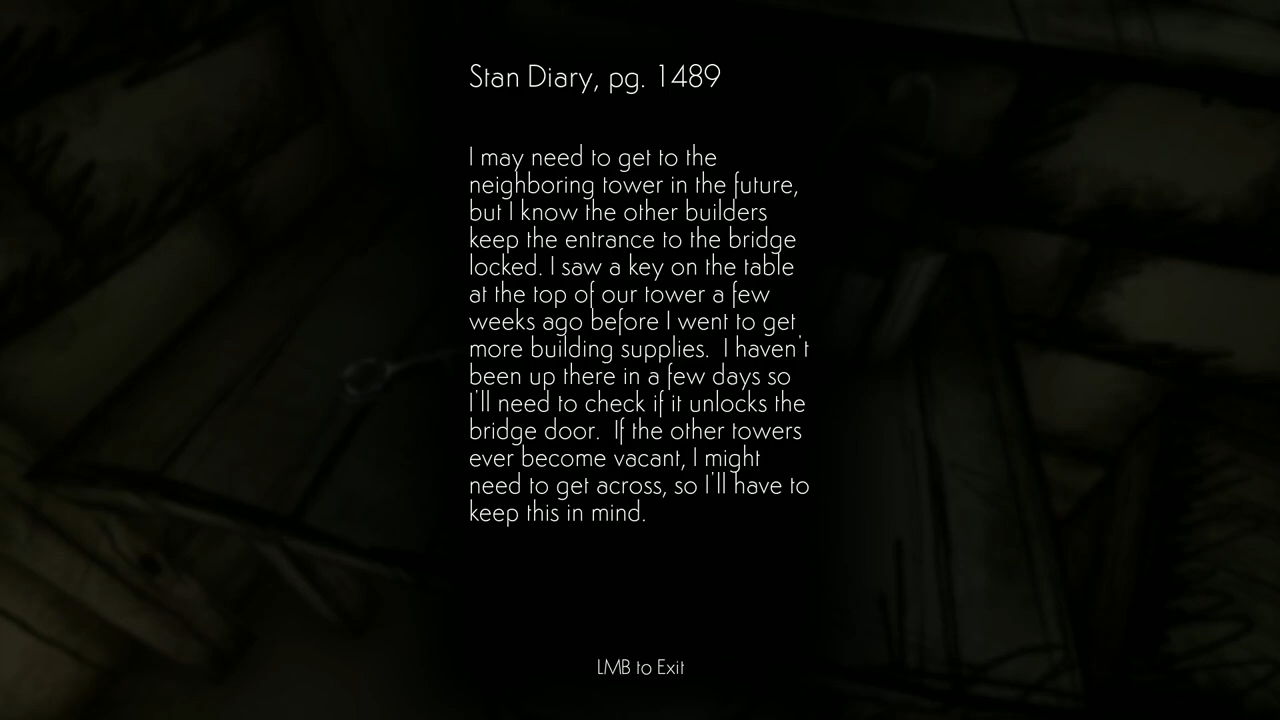 Stan Diary, pg. 1489
I may need to get to the
neighboring tower in the future,
but I know the other builders
keep the entrance to the bridge
locked. I saw a key on the table
at the top of our tower a few
weeks ago before I went to get
more building supplies.  I haven't
been up there in a few days so
I'll need to check if it unlocks the
bridge door.  If the other towers
ever become vacant, I might
need to get across, so I'll have to
keep this in mind.
LMB to Exit